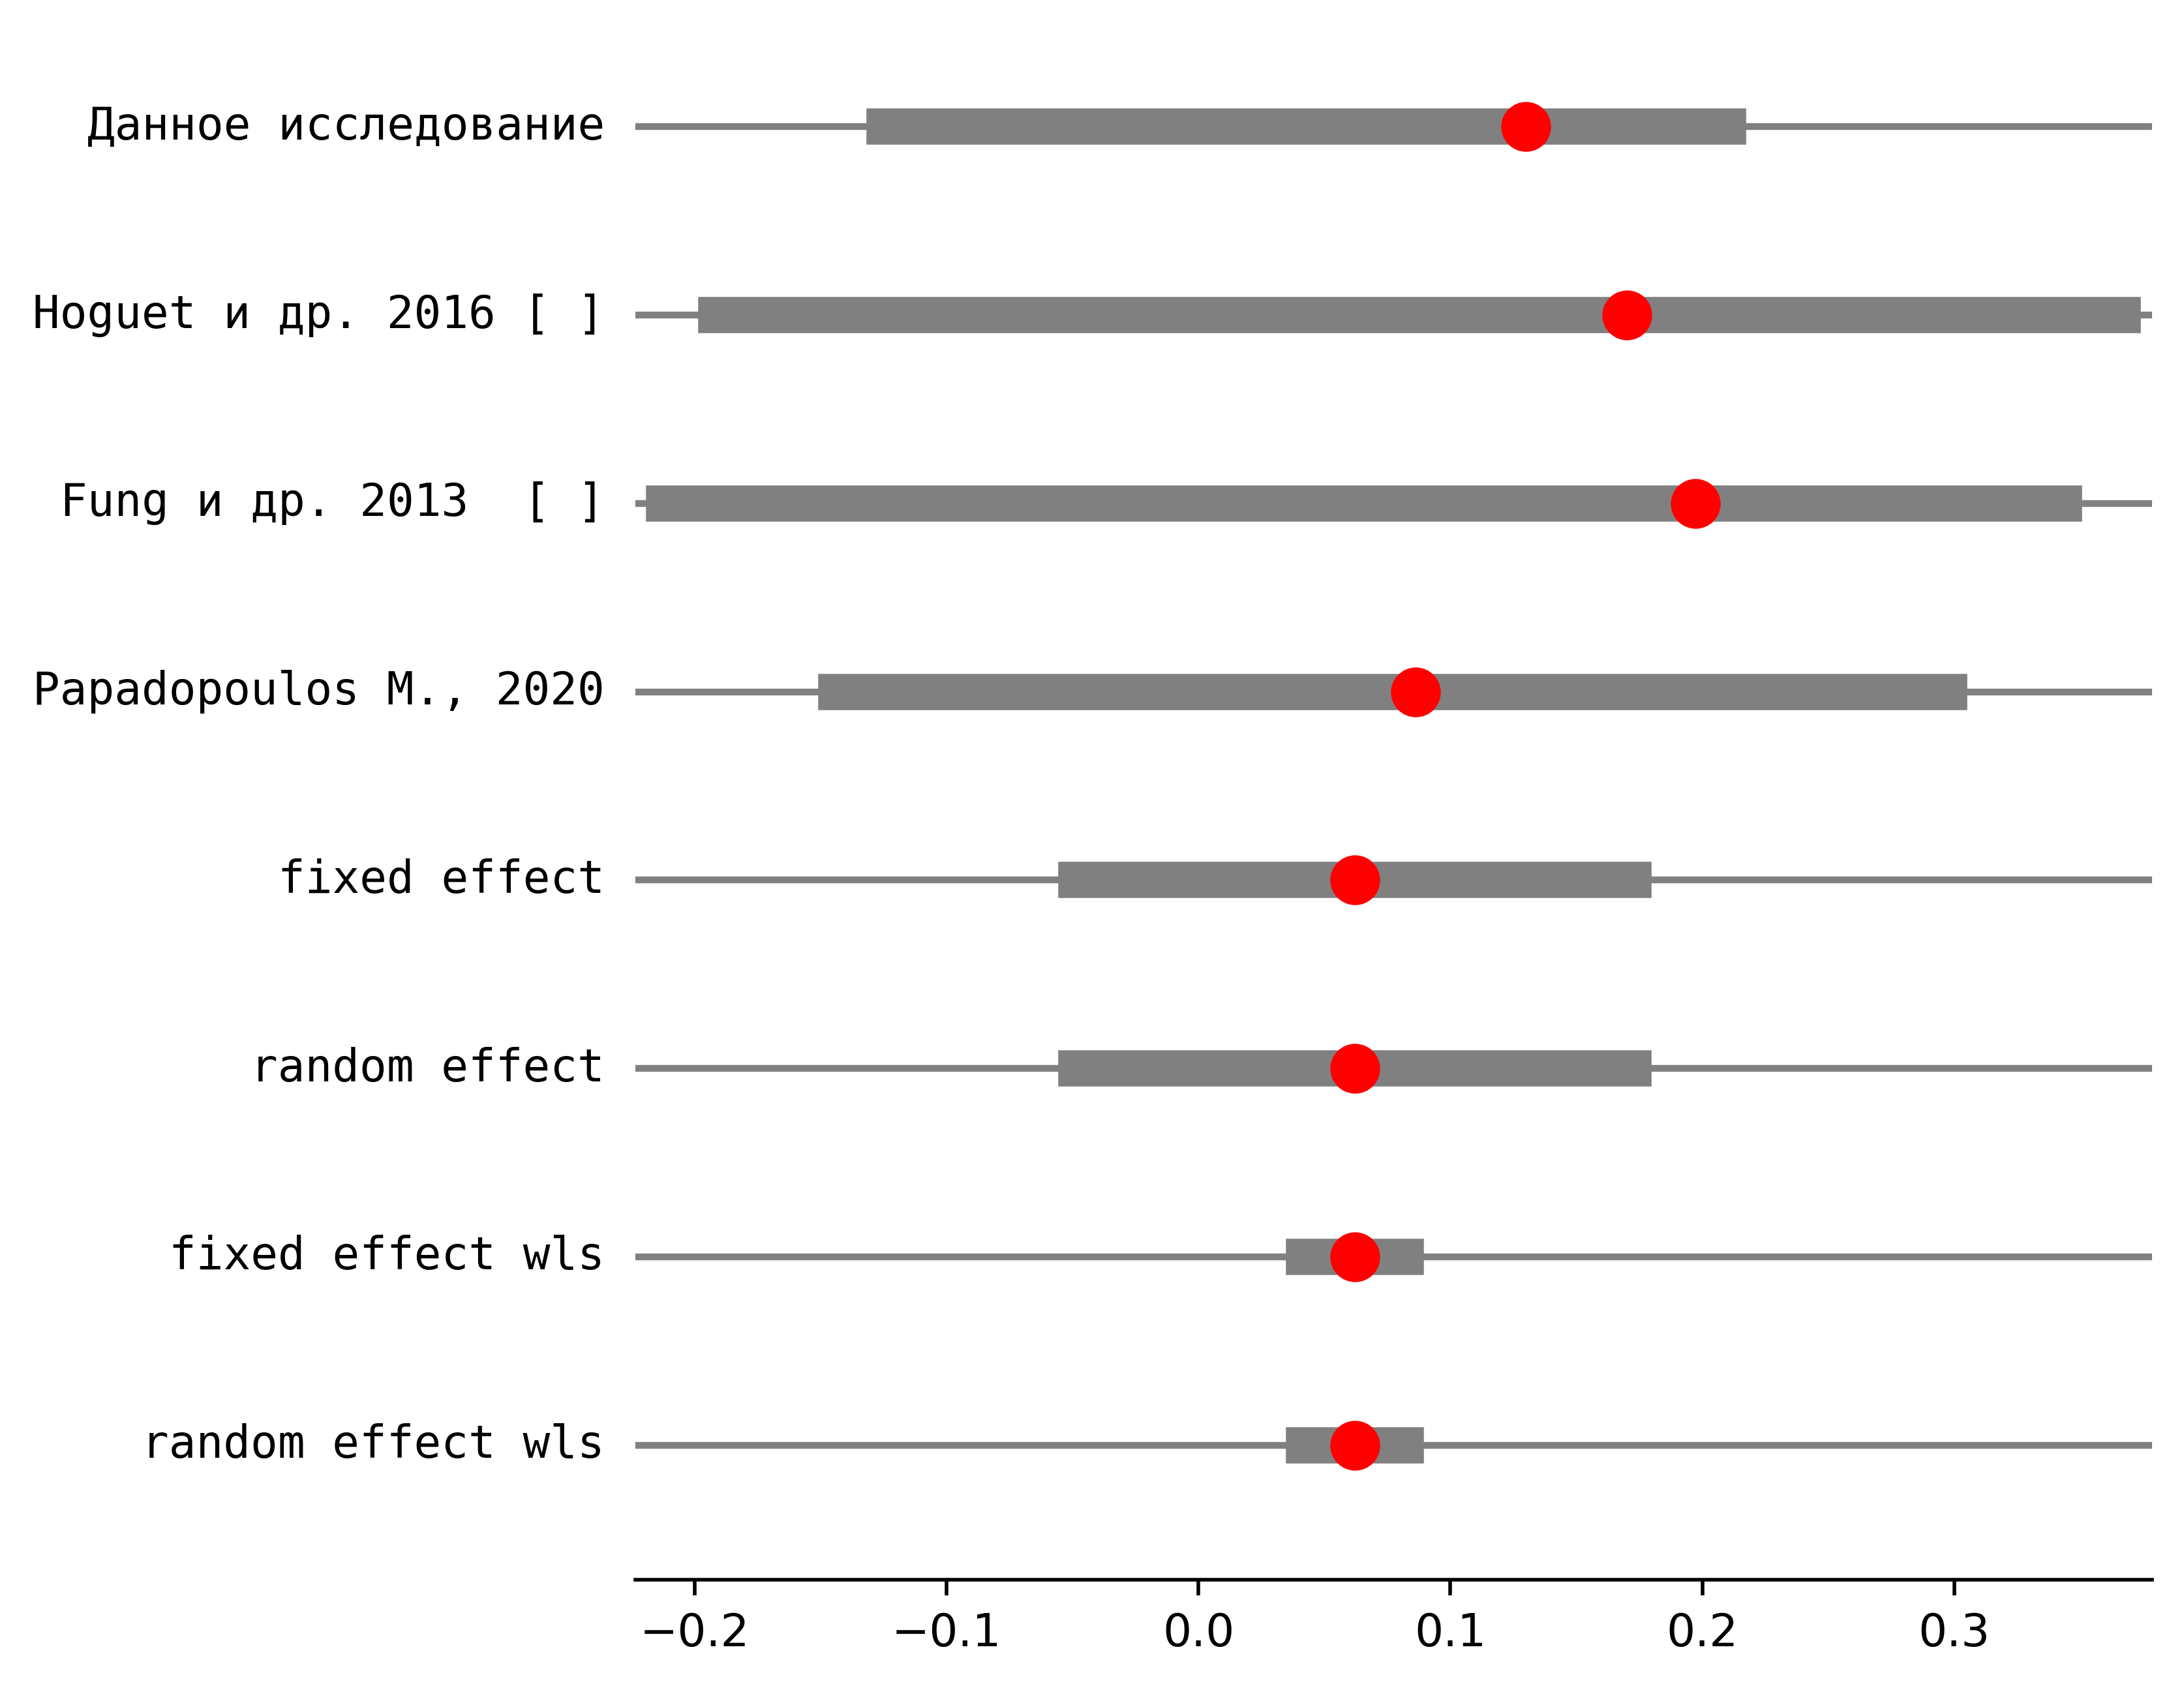 Данное исследование
Hoguet и др. 2016 [ ]
Fung и др. 2013  [ ]
Papadopoulos M., 2020
fixed effect
random effect
fixed effect wls
random effect wls
−0.2 −0.1 0.0 0.1 0.2 0.3